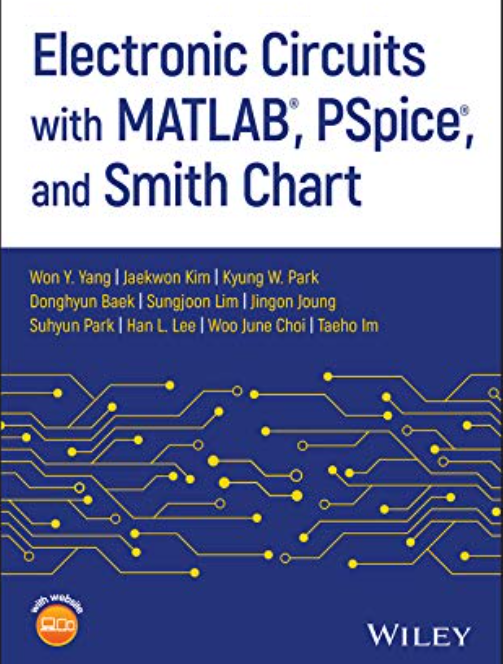 Electronic Circuits
with MATLAB®, PSpice®,
and Smith Chart
Won Y. Yang | Jaekwon Kim | Kyung W. Park
Donghyun Baek | Sungjoon Lim | Jingon Joung
Suhyun Park | Han L. Lee | Woo June Choi | Taeho Im
with website
WILEY